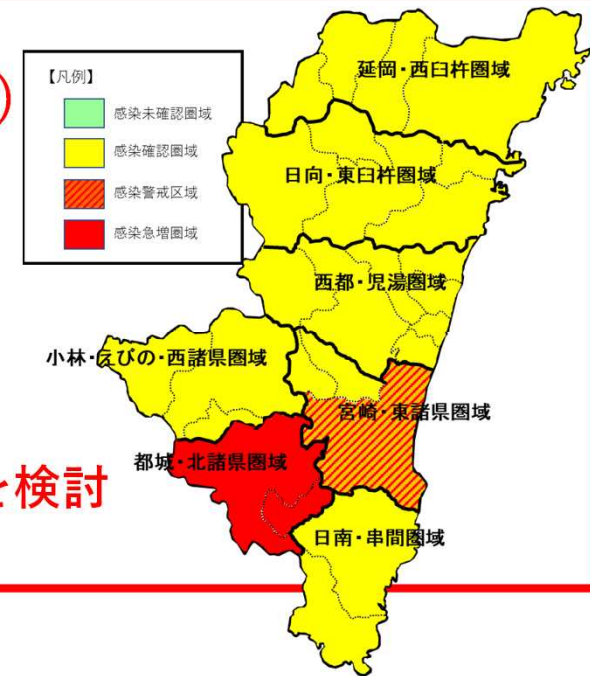 )
【凡例】
感染未確認圏域
感染確認圏域
感染警戒区域
感染急増圏域
延岡・西臼杵圏域
日向・東臼杵圏域
西都・児湯圏域
小林・えびの・西諸県圏域
宮崎・東諸県圏域
都城・北諸県圏域
を検討
日南・串間圏域